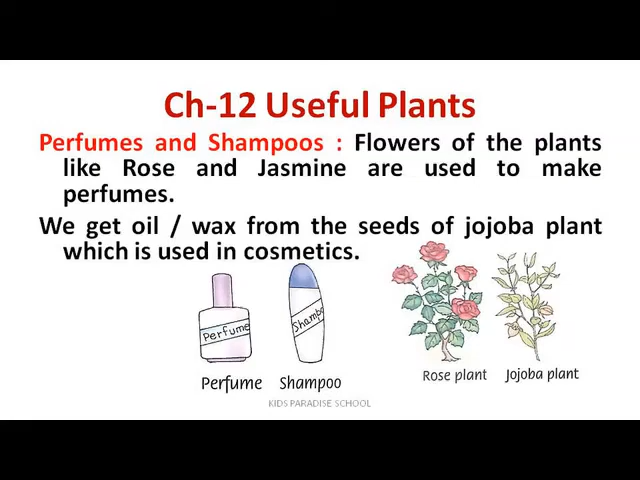 Ch-12 Useful Plants
Perfumes and Shampoos : Flowers of the plants
like Rose and Jasmine are used to make
perfumes.
We get oil / wax from the seeds of jojoba plant
which is used in cosmetics.
Perfume
Shampo
Perfume Shampoo
Rose plant Jojoba plant
KIDS PARADISE SCHOOL